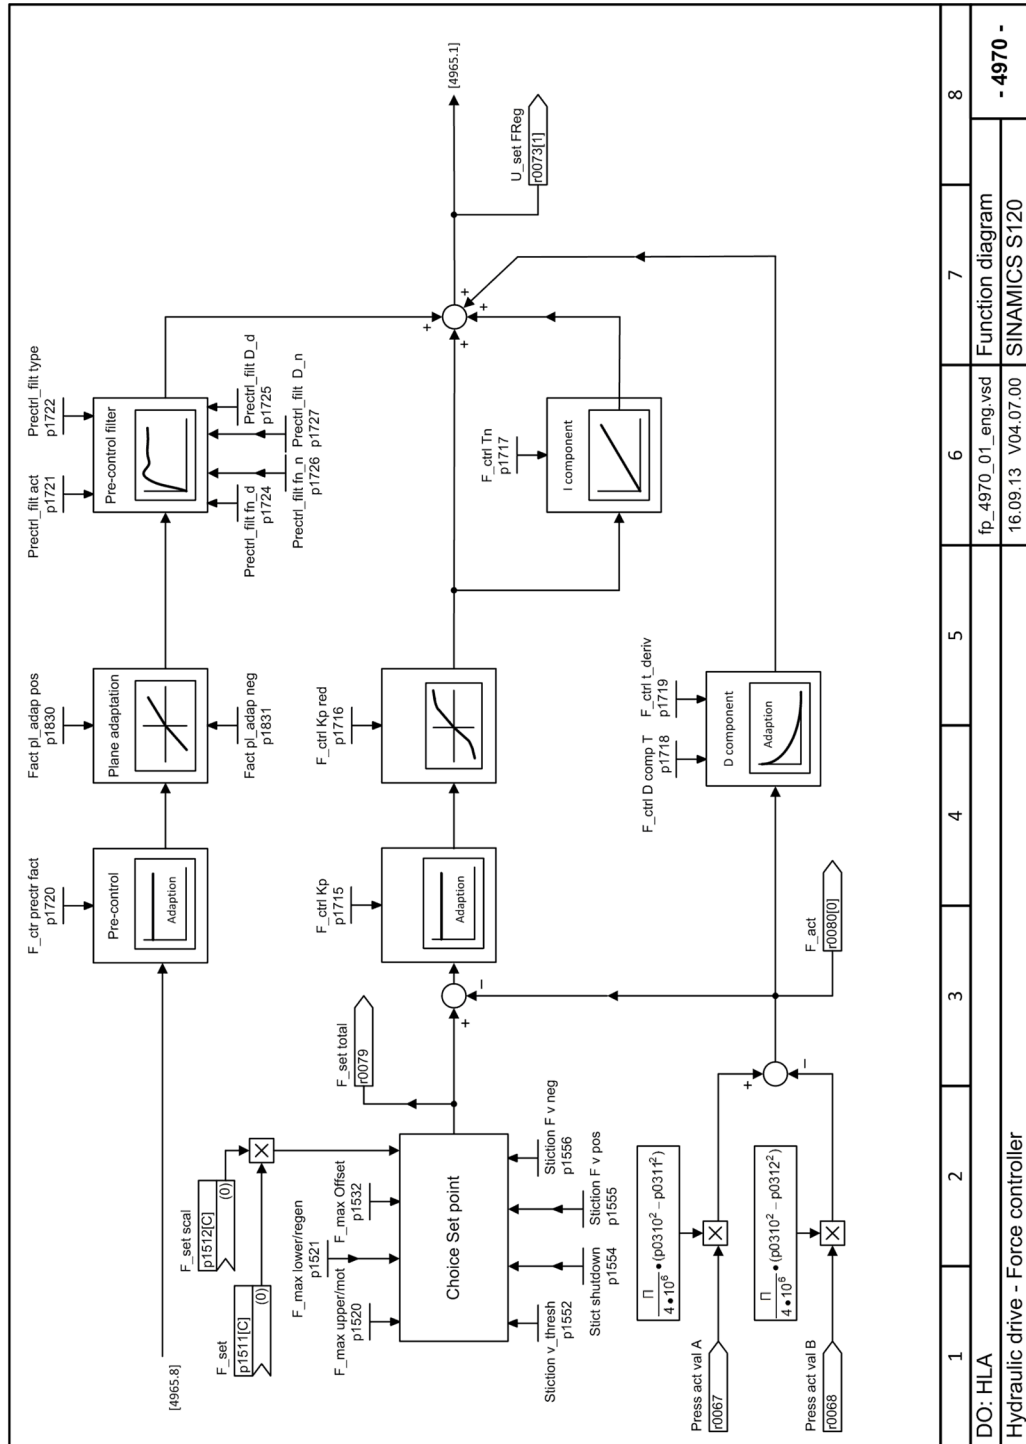 [4965.8]
F_ctr prectr fact
p1720
Pre-control
Adaption
Fact pl_adap pos
p1830
Plane adaptation
Fact pl_adap neg
p1831
Prectrl_filt act
p1721
Prectrl_filt type
p1722
Pre-control filter
Prectrl_filt fn_d
p1724
Prectrl_filt D_d
p1725
Prectrl_filt fn_n
p1726
Prectrl_filt D_n
p1727
F_set
p1511[C]
(0)
F_set scal
p1512[C]
(0)
F_max upper/mot
p1520
F_max lower/regen
p1521
F_max Offset
p1532
Choice Set point
Stiction v_thresh
p1552
Stict shutdown
p1554
Stiction F v pos
p1555
Stiction F v neg
p1556
F_set total
r0079
+
–
F_ctrl Kp
p1715
Adaption
F_ctrl Kp red
p1716
F_ctrl Tn
p1717
I component
+
+
+
+
[4965.1]
U_set FReg
r0073[1]
Press act val A
r0067
Π
4•10⁶
•(p0310² – p0311²)
Press act val B
r0068
Π
4•10⁶
•(p0310² – p0312²)
+
–
F_act
r0080[0]
F_ctrl D comp T
p1718
F_ctrl t_deriv
p1719
D component
Adaption
1 2 3 4 5 6 7 8
DO: HLA
fp_4970_01_eng.vsd
Function diagram
- 4970 -
Hydraulic drive - Force controller
16.09.13 V04.07.00
SINAMICS S120